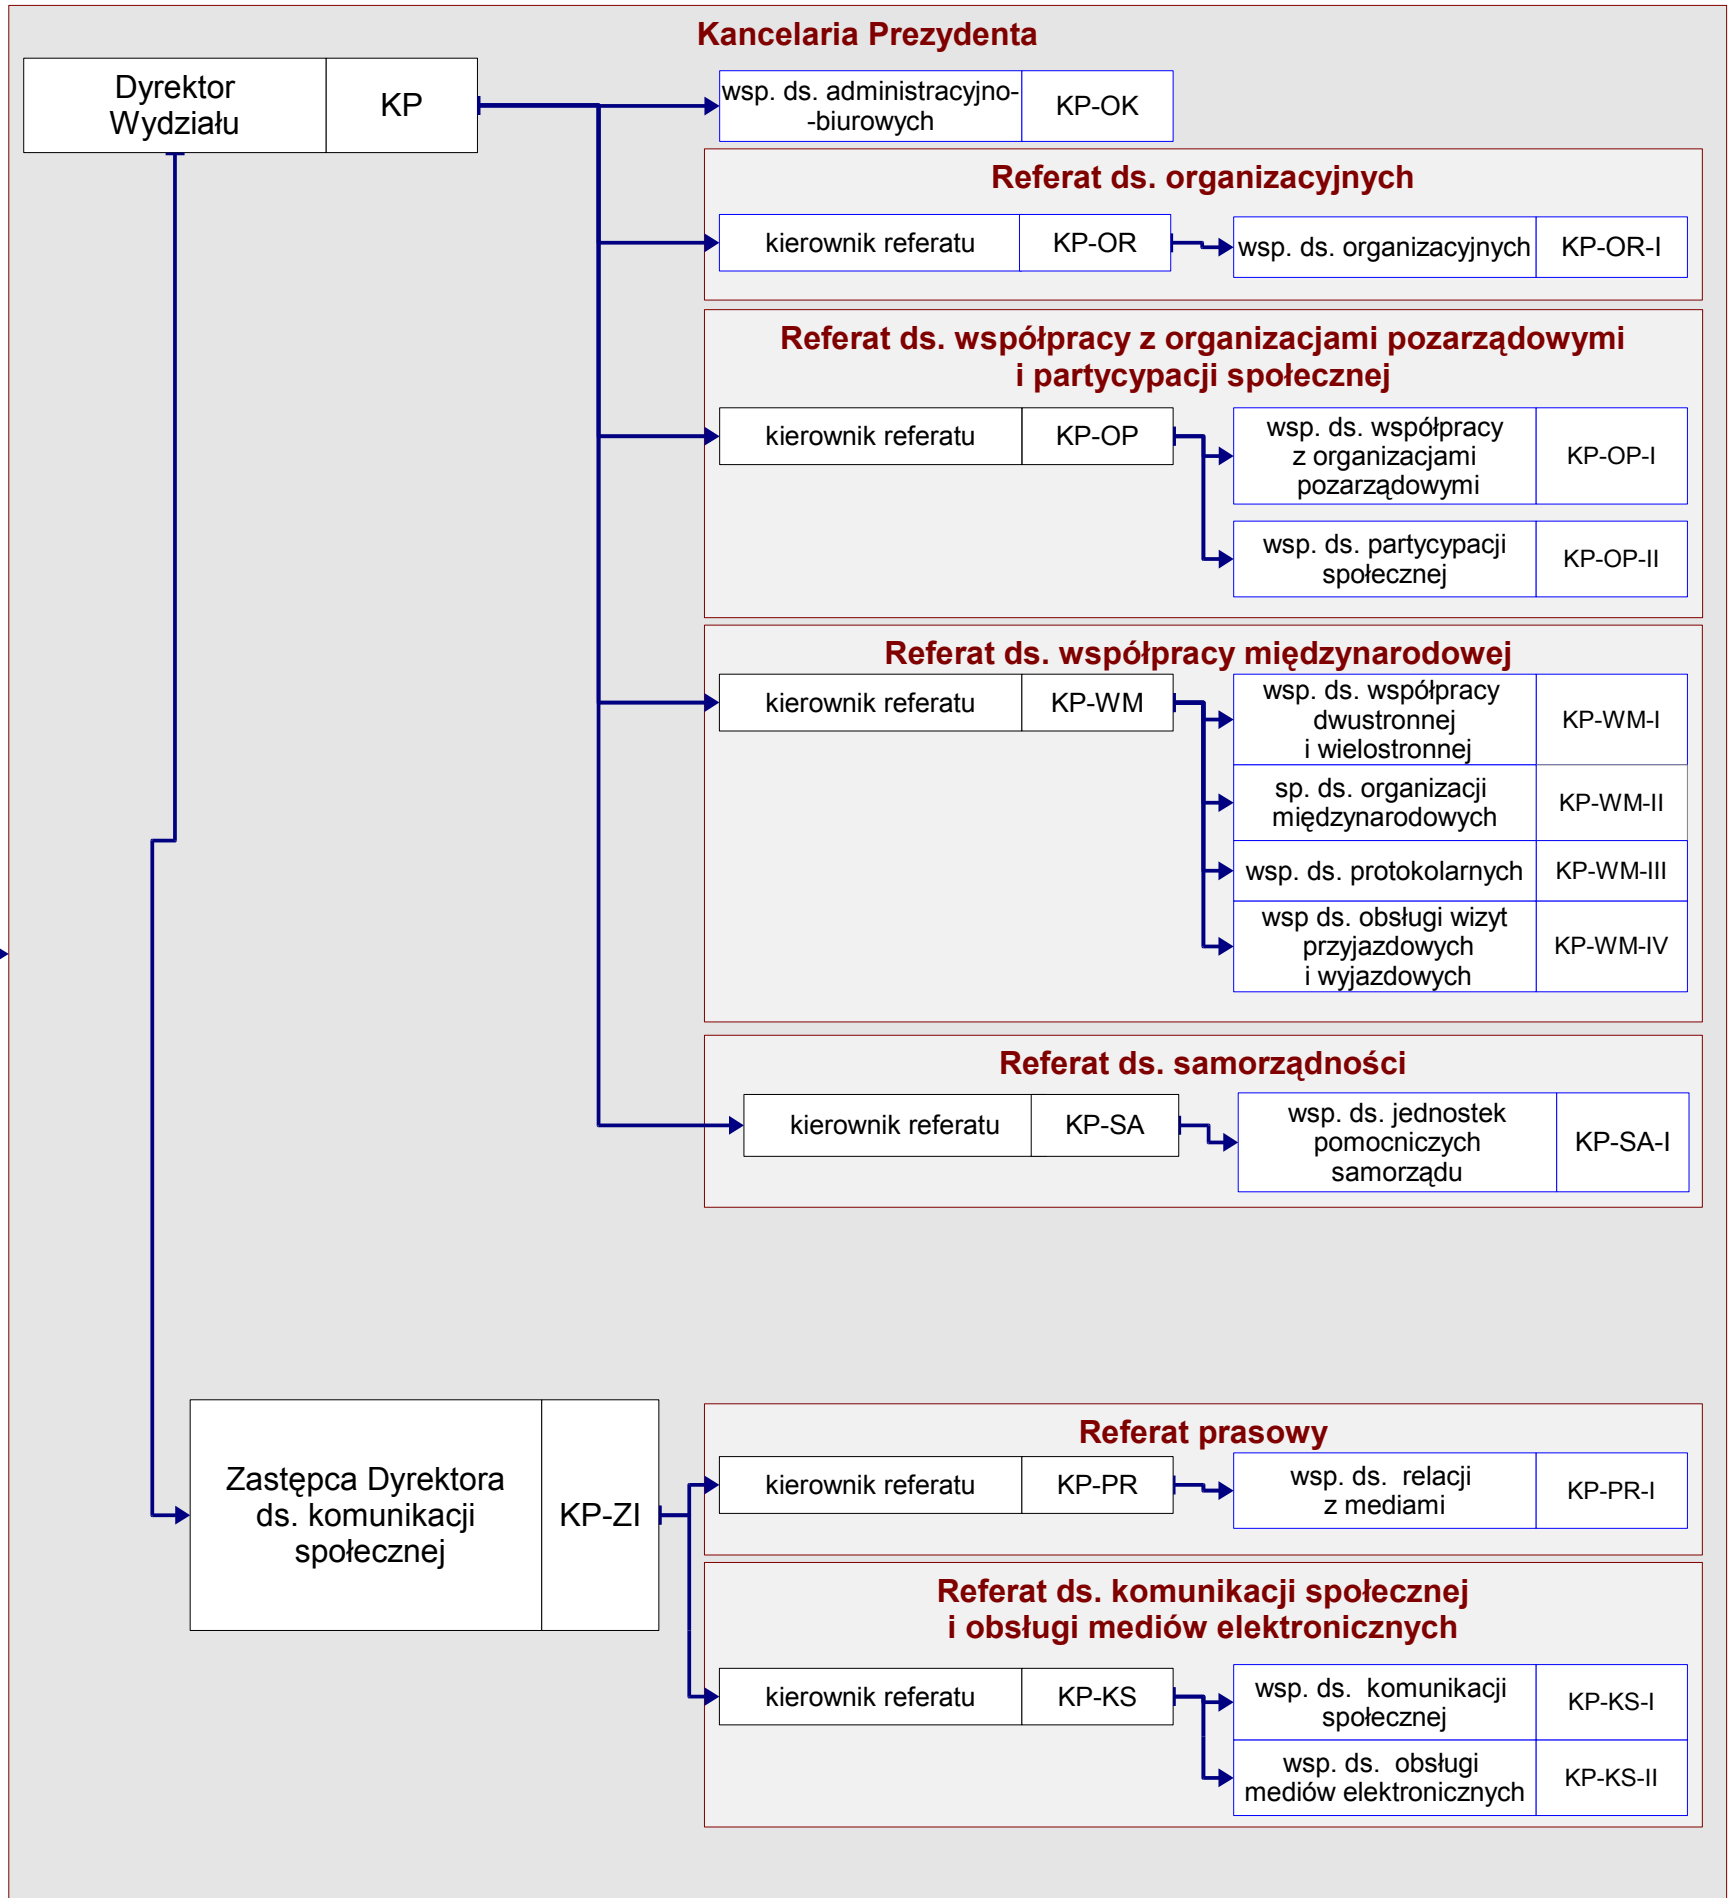 Kancelaria Prezydenta
Dyrektor
Wydziału
KP
wsp. ds. administracyjno-
-biurowych
KP-OK
Referat ds. organizacyjnych
kierownik referatu
KP-OR
wsp. ds. organizacyjnych
KP-OR-I
Referat ds. współpracy z organizacjami pozarządowymi
i partycypacji społecznej
kierownik referatu
KP-OP
wsp. ds. współpracy
z organizacjami
pozarządowymi
KP-OP-I
wsp. ds. partycypacji
społecznej
KP-OP-II
Referat ds. współpracy międzynarodowej
kierownik referatu
KP-WM
wsp. ds. współpracy
dwustronnej
i wielostronnej
KP-WM-I
sp. ds. organizacji
międzynarodowych
KP-WM-II
wsp. ds. protokolarnych
KP-WM-III
wsp ds. obsługi wizyt
przyjazdowych
i wyjazdowych
KP-WM-IV
Referat ds. samorządności
kierownik referatu
KP-SA
wsp. ds. jednostek
pomocniczych
samorządu
KP-SA-I
Zastępca Dyrektora
ds. komunikacji
społecznej
KP-ZI
Referat prasowy
kierownik referatu
KP-PR
wsp. ds. relacji
z mediami
KP-PR-I
Referat ds. komunikacji społecznej
i obsługi mediów elektronicznych
kierownik referatu
KP-KS
wsp. ds. komunikacji
społecznej
KP-KS-I
wsp. ds. obsługi
mediów elektronicznych
KP-KS-II